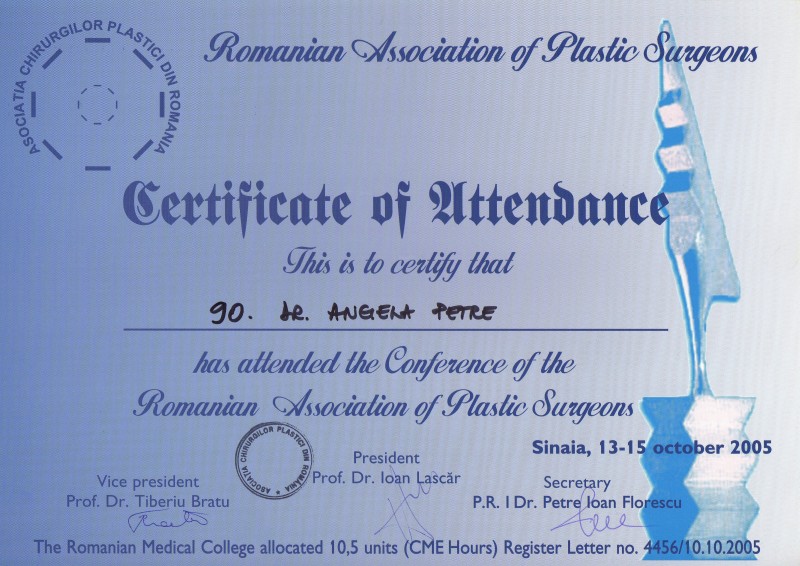 ASOCIATIA CHIRURGILOR PLASTICI DIN ROMANIA
Romanian Association of Plastic Surgeons
Certificate of Attendance
This is to certify that
90. DR. ANGELA PETRE
has attended the Conference of the
Romanian Association of Plastic Surgeons
Sinaia, 13-15 october 2005
ASOCIATIA CHIRURGILOR PLASTICI DIN ROMANIA
President
Prof. Dr. Ioan Lascăr
Vice president
Prof. Dr. Tiberiu Bratu
Secretary
P.R. I Dr. Petre Ioan Florescu
The Romanian Medical College allocated 10,5 units (CME Hours) Register Letter no. 4456/10.10.2005